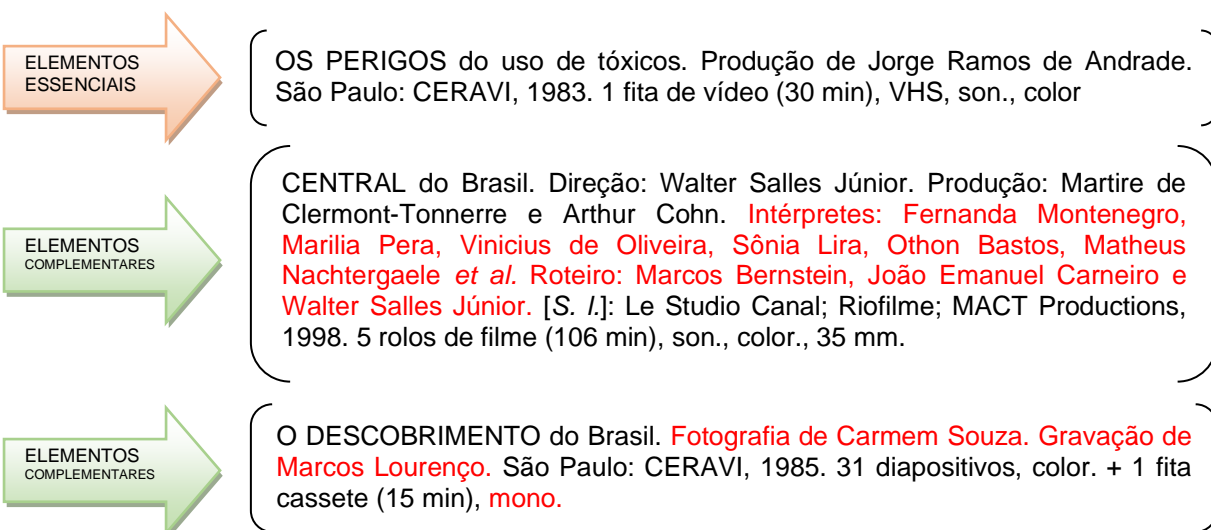 ELEMENTOS
ESSENCIAIS
OS PERIGOS do uso de tóxicos. Produção de Jorge Ramos de Andrade.
São Paulo: CERAVI, 1983. 1 fita de vídeo (30 min), VHS, son., color
ELEMENTOS
COMPLEMENTARES
CENTRAL do Brasil. Direção: Walter Salles Júnior. Produção: Martire de
Clermont-Tonnerre e Arthur Cohn. Intérpretes: Fernanda Montenegro,
Marilia Pera, Vinicius de Oliveira, Sônia Lira, Othon Bastos, Matheus
Nachtergaele et al. Roteiro: Marcos Bernstein, João Emanuel Carneiro e
Walter Salles Júnior. [S. l.]: Le Studio Canal; Riofilme; MACT Productions,
1998. 5 rolos de filme (106 min), son., color., 35 mm.
ELEMENTOS
COMPLEMENTARES
O DESCOBRIMENTO do Brasil. Fotografia de Carmem Souza. Gravação de
Marcos Lourenço. São Paulo: CERAVI, 1985. 31 diapositivos, color. + 1 fita
cassete (15 min), mono.